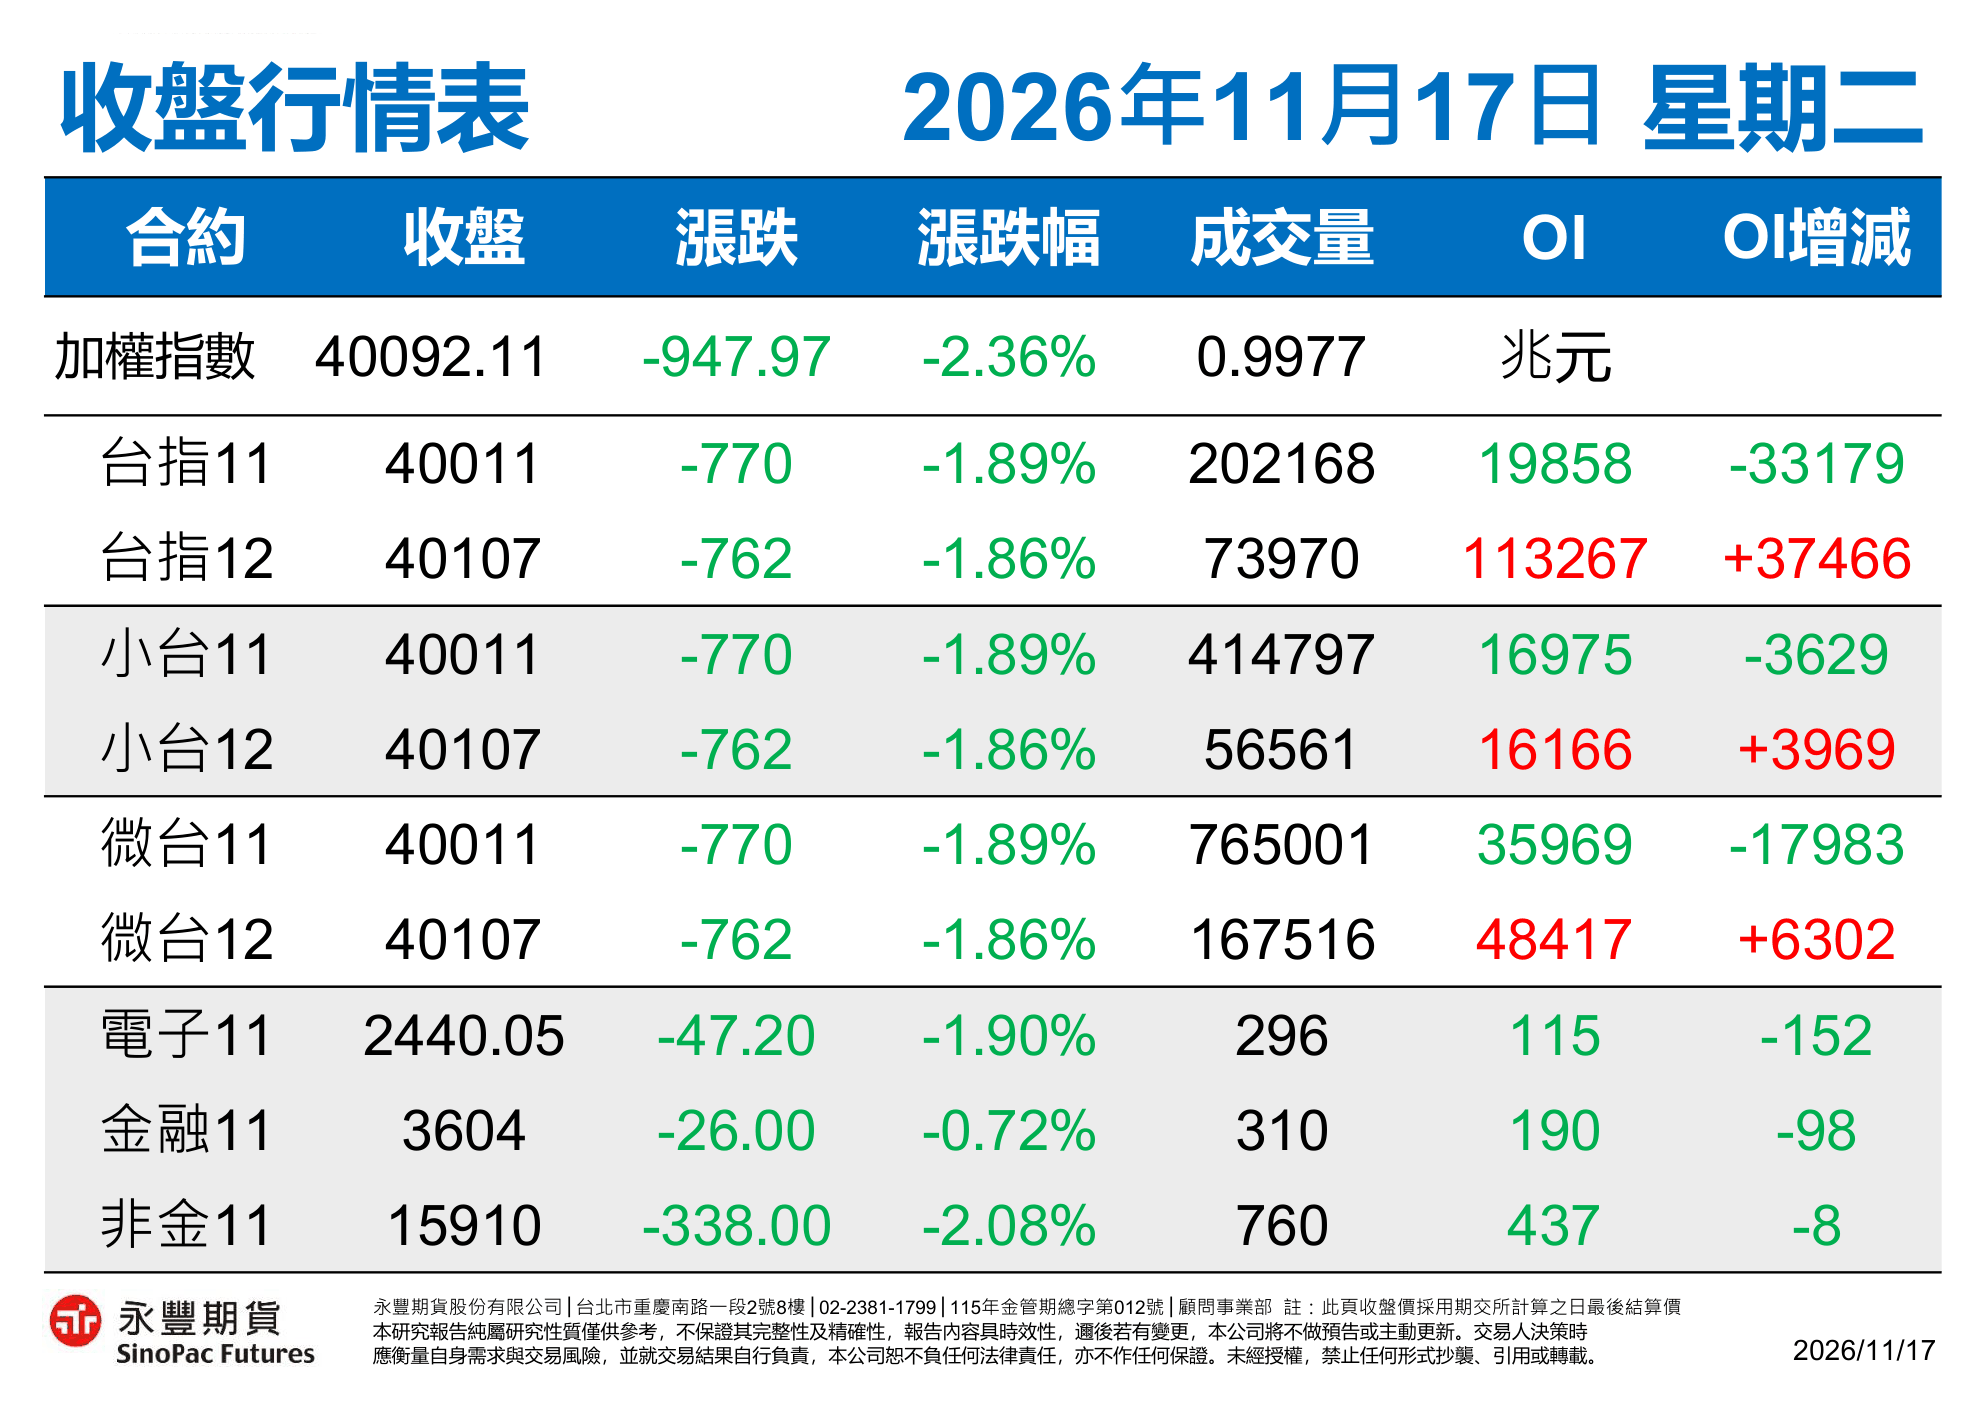 收盤行情表 2026年11月17日 星期二
合約 收盤 漲跌 漲跌幅 成交量 OI OI增減
加權指數 40092.11 -947.97 -2.36% 0.9977 兆元
台指11 40011 -770 -1.89% 202168 19858 -33179
台指12 40107 -762 -1.86% 73970 113267 +37466
小台11 40011 -770 -1.89% 414797 16975 -3629
小台12 40107 -762 -1.86% 56561 16166 +3969
微台11 40011 -770 -1.89% 765001 35969 -17983
微台12 40107 -762 -1.86% 167516 48417 +6302
電子11 2440.05 -47.20 -1.90% 296 115 -152
金融11 3604 -26.00 -0.72% 310 190 -98
非金11 15910 -338.00 -2.08% 760 437 -8
永豐期貨
SinoPac Futures
永豐期貨股份有限公司│台北市重慶南路一段2號8樓│02-2381-1799│115年金管期總字第012號│顧問事業部 註：此頁收盤價採用期交所計算之日最後結算價
本研究報告純屬研究性質僅供參考，不保證其完整性及精確性，報告內容具時效性，邇後若有變更，本公司將不做預告或主動更新。交易人決策時
應衡量自身需求與交易風險，並就交易結果自行負責，本公司恕不負任何法律責任，亦不作任何保證。未經授權，禁止任何形式抄襲、引用或轉載。
2026/11/17